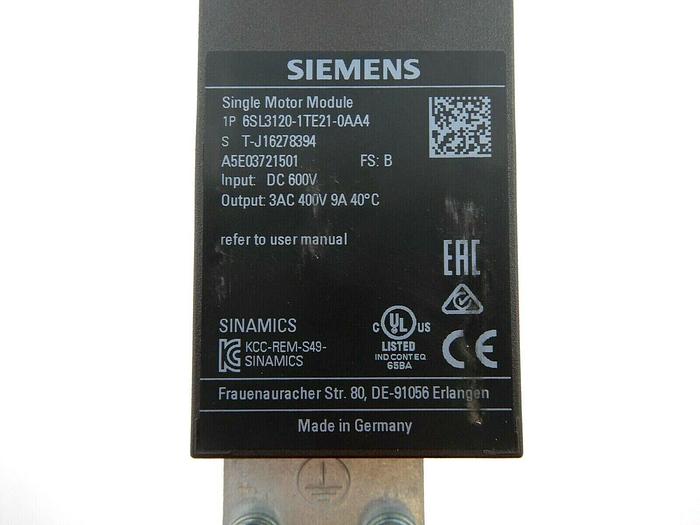 SIEMENS
Single Motor Module
1P 6SL3120-1TE21-0AA4
S T-J16278394
A5E03721501 FS: B
Input: DC 600V
Output: 3AC 400V 9A 40°C
refer to user manual
EAC
SINAMICS
KCC-REM-S49-
SINAMICS
C UL US
LISTED
IND CONT EQ
65BA
CE
Frauenauracher Str. 80, DE-91056 Erlangen
Made in Germany